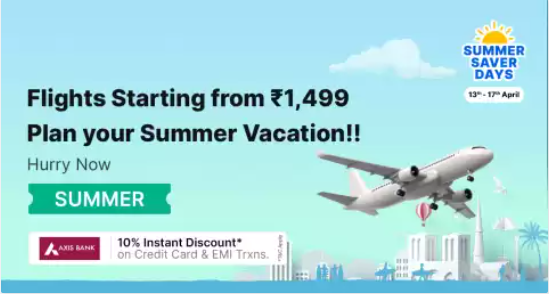 SUMMER
SAVER
DAYS
13th - 17th April
Flights Starting from ₹1,499
Plan your Summer Vacation!!
Hurry Now
SUMMER
AXIS BANK
10% Instant Discount*
on Credit Card & EMI Trxns.
*T&C Apply